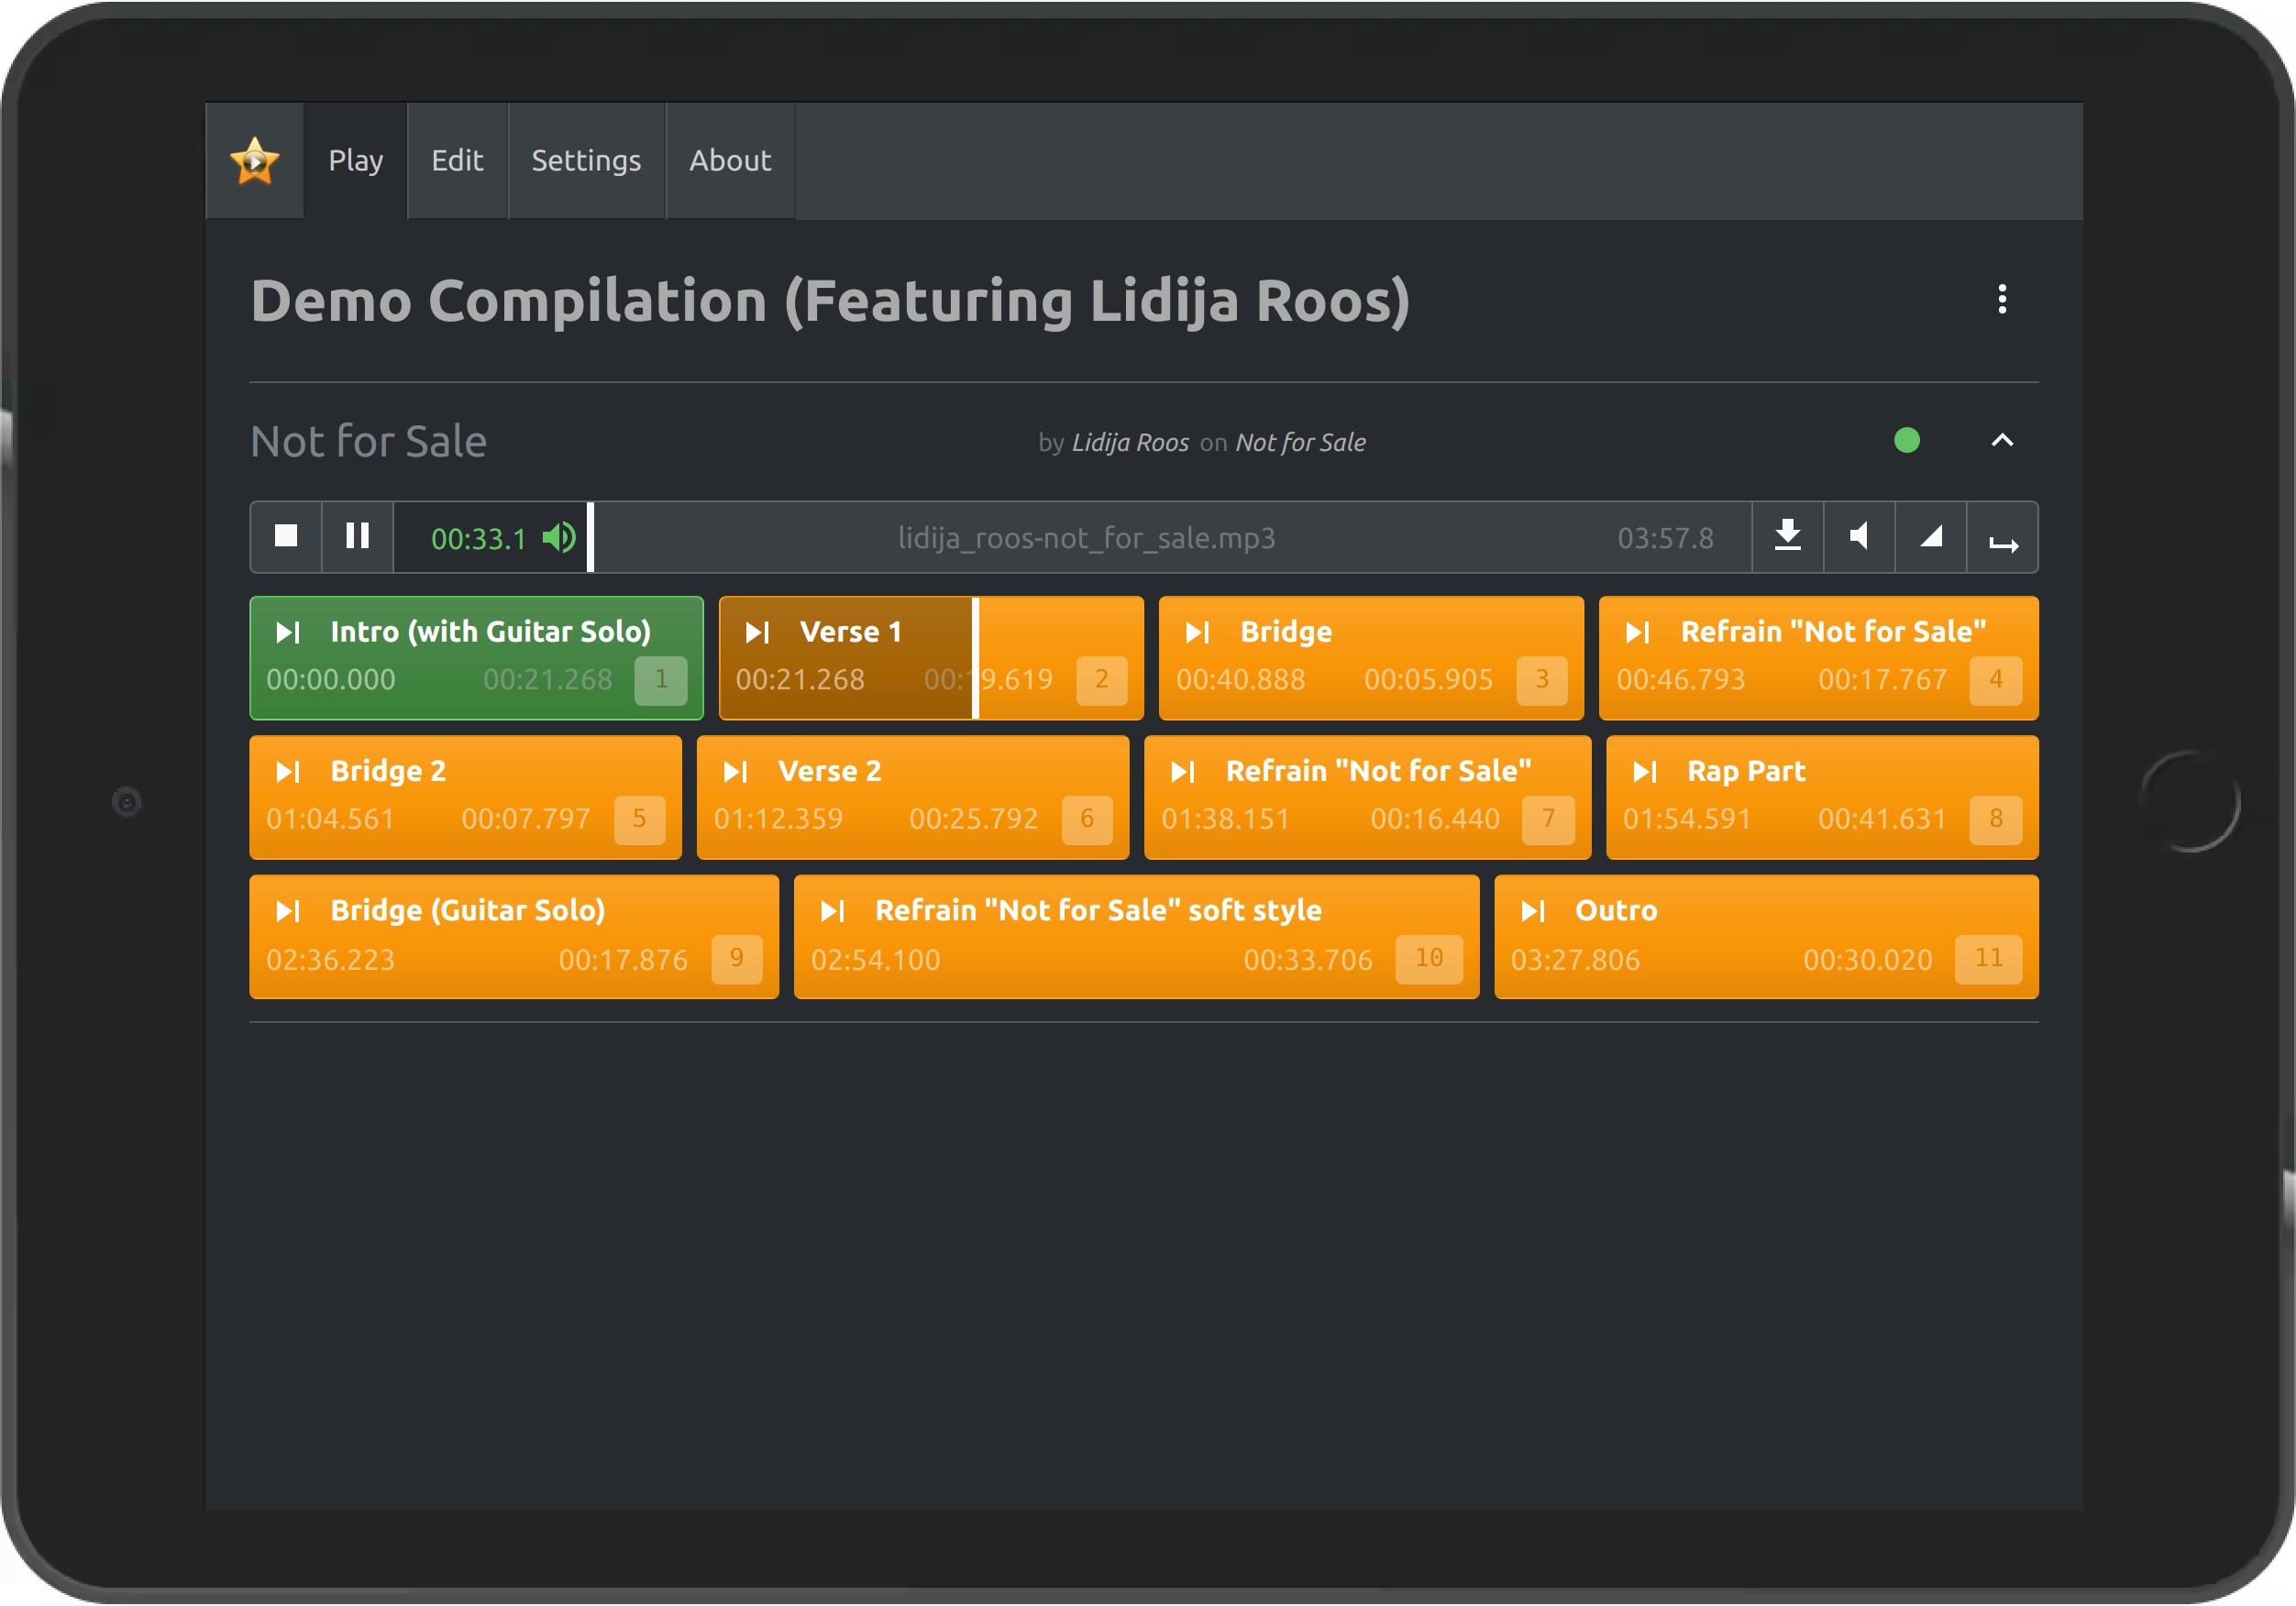 Play Edit Settings About
Demo Compilation (Featuring Lidija Roos)
Not for Sale by Lidija Roos on Not for Sale
00:33.1 lidija_roos-not_for_sale.mp3 03:57.8
Intro (with Guitar Solo) Verse 1 Bridge Refrain "Not for Sale"
00:00.000 00:21.268 1 00:21.268 00:19.619 2 00:40.888 00:05.905 3 00:46.793 00:17.767 4
Bridge 2 Verse 2 Refrain "Not for Sale" Rap Part
01:04.561 00:07.797 5 01:12.359 00:25.792 6 01:38.151 00:16.440 7 01:54.591 00:41.631 8
Bridge (Guitar Solo) Refrain "Not for Sale" soft style Outro
02:36.223 00:17.876 9 02:54.100 00:33.706 10 03:27.806 00:30.020 11